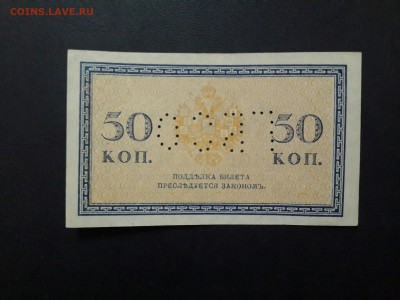 COINS.LAVE.RU
50 50
КОП. КОП.
ПОДДѢЛКА БИЛЕТА
ПРЕСЛѢДУЕТСЯ ЗАКОНОМЪ.